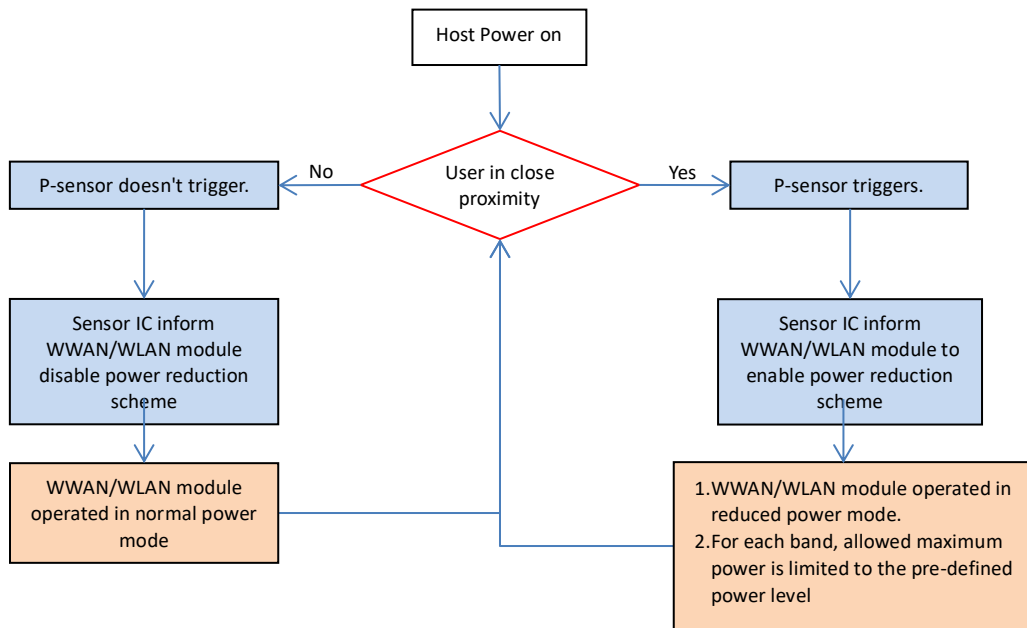 Host Power on
User in close
proximity
No
Yes
P-sensor doesn't trigger.
P-sensor triggers.
Sensor IC inform
WWAN/WLAN module
disable power reduction
scheme
Sensor IC inform
WWAN/WLAN module to
enable power reduction
scheme
WWAN/WLAN module
operated in normal power
mode
1.WWAN/WLAN module operated in
reduced power mode.
2.For each band, allowed maximum
power is limited to the pre-defined
power level